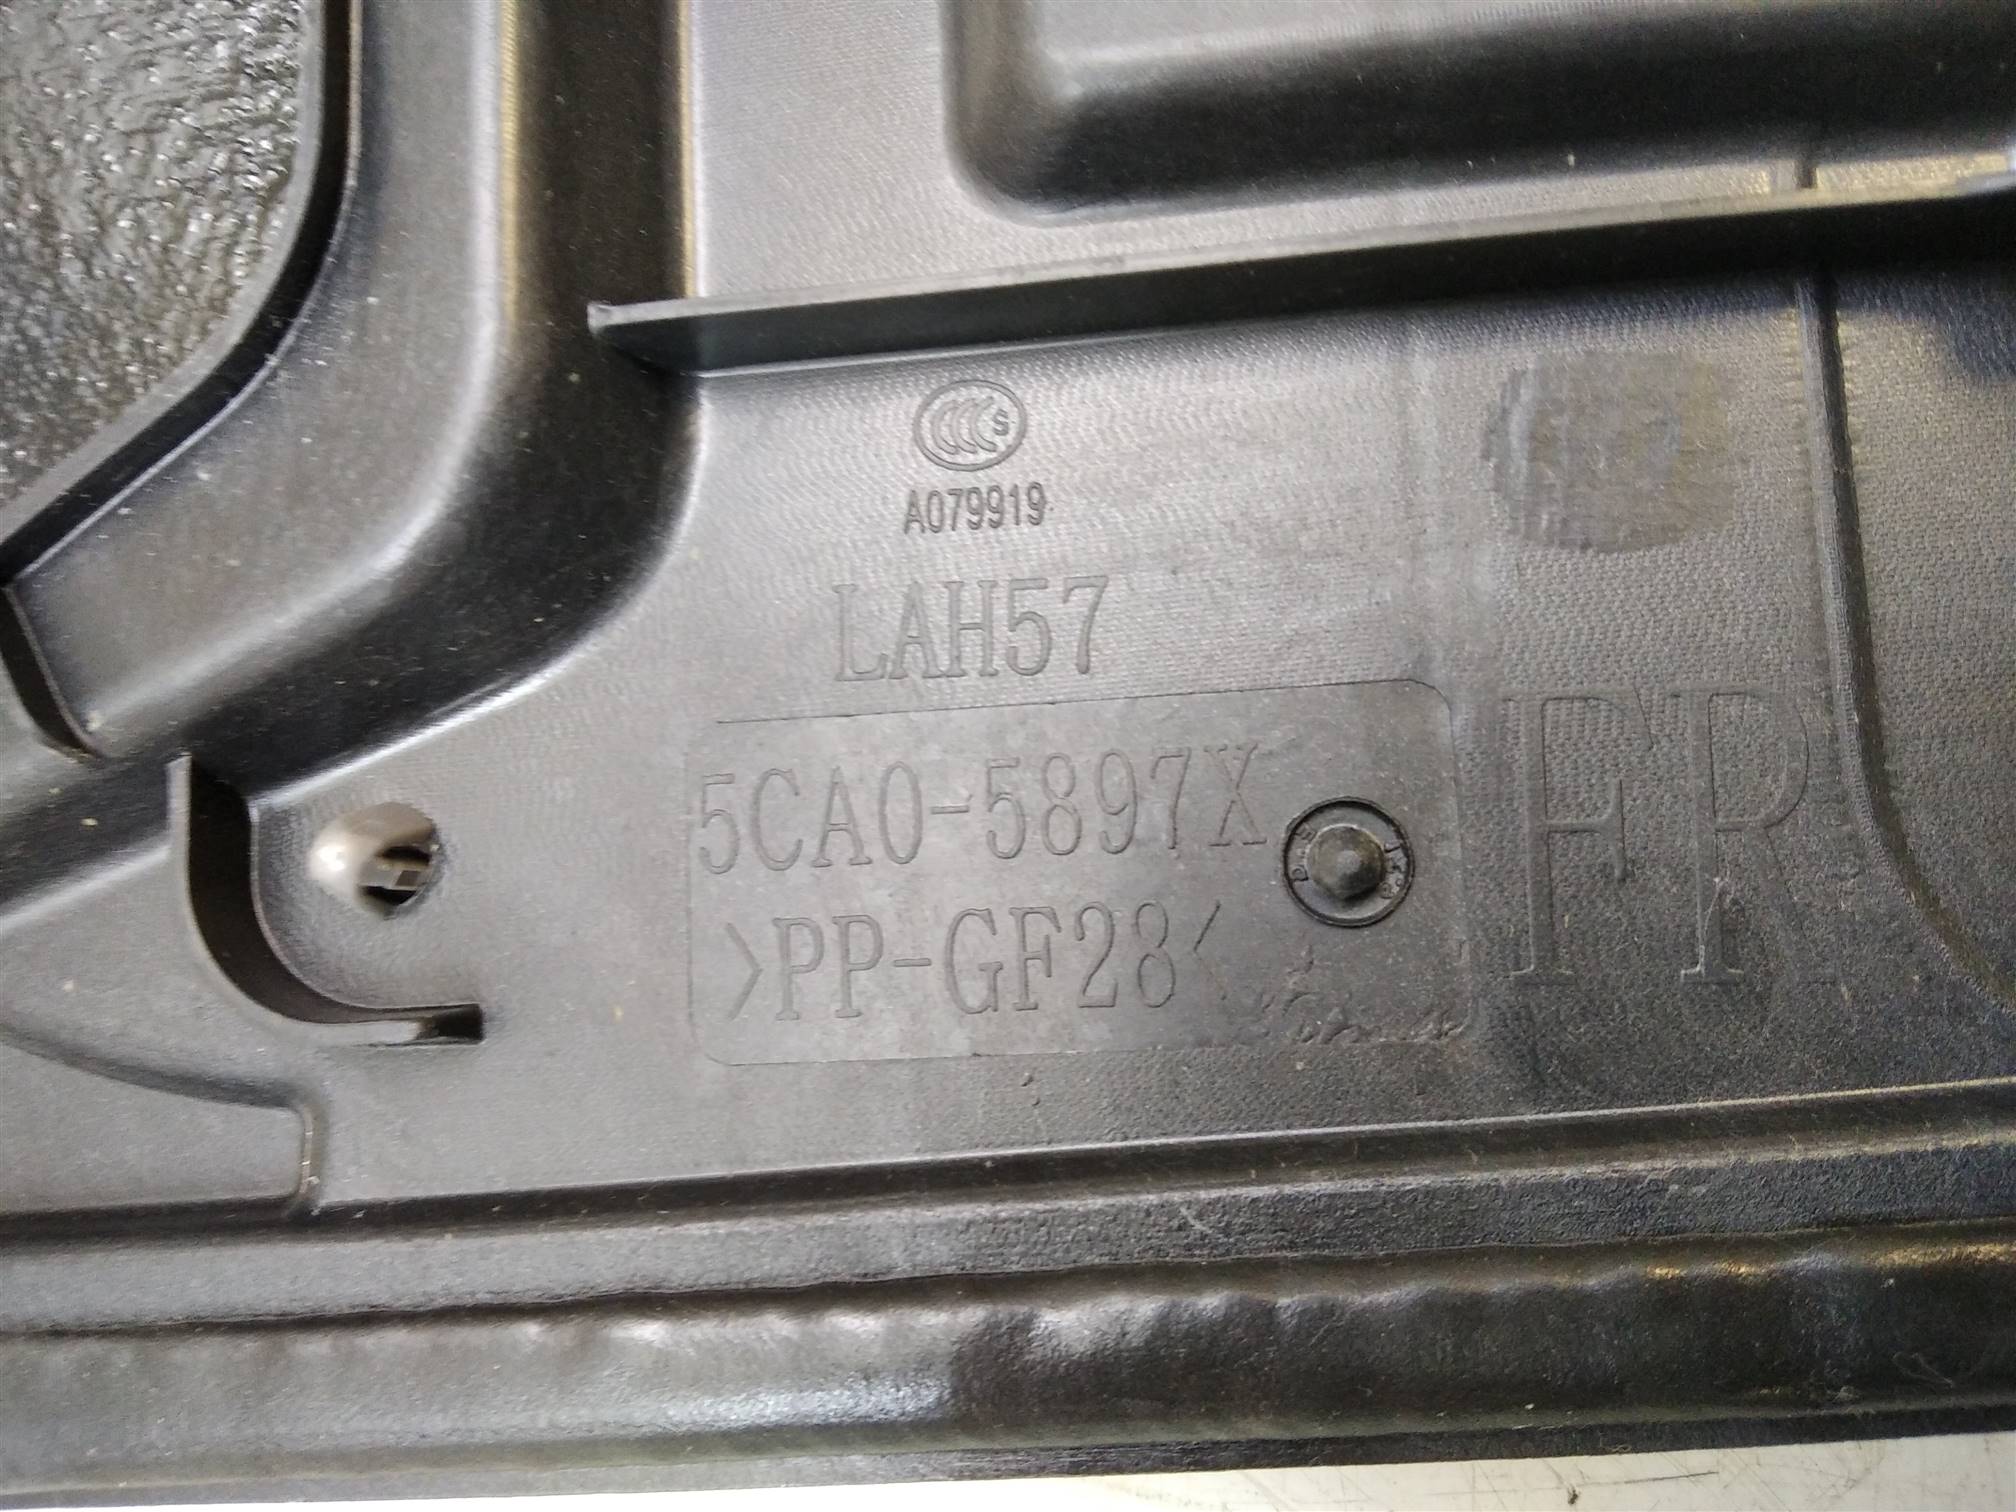 S
A079919
LAH57
5CA0-5897X
>PP-GF28<
FR